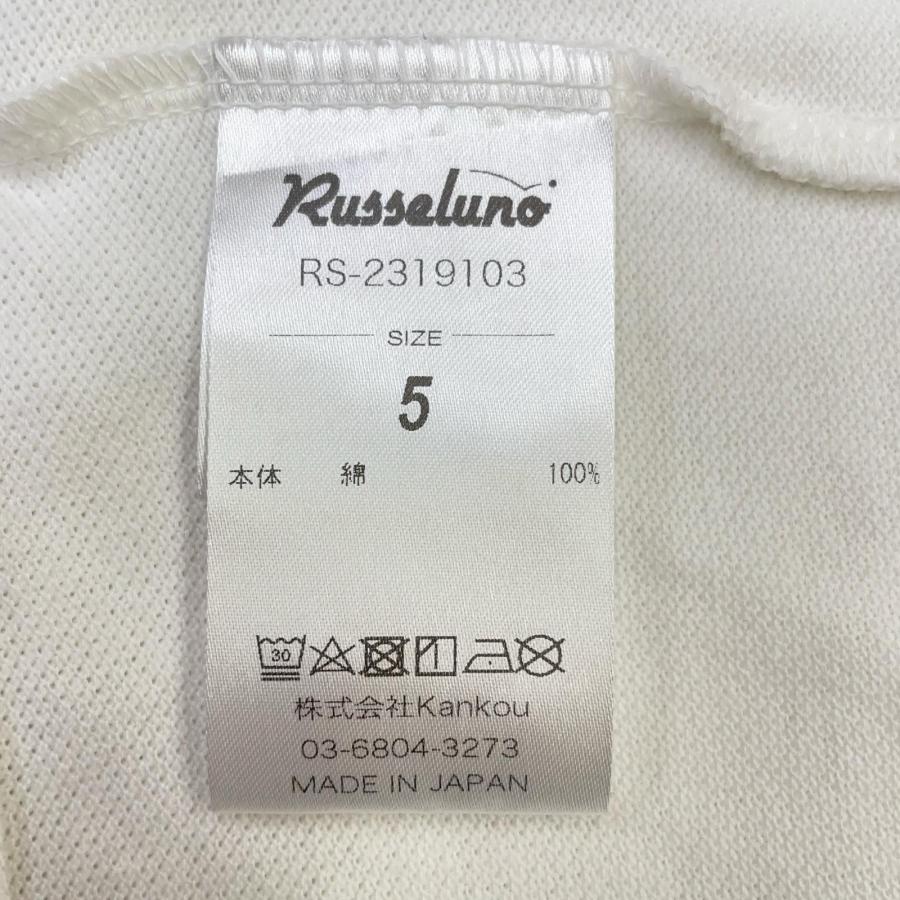 Russeluno
RS-2319103
SIZE
5
本体 綿 100%
30
株式会社Kankou
03-6804-3273
MADE IN JAPAN